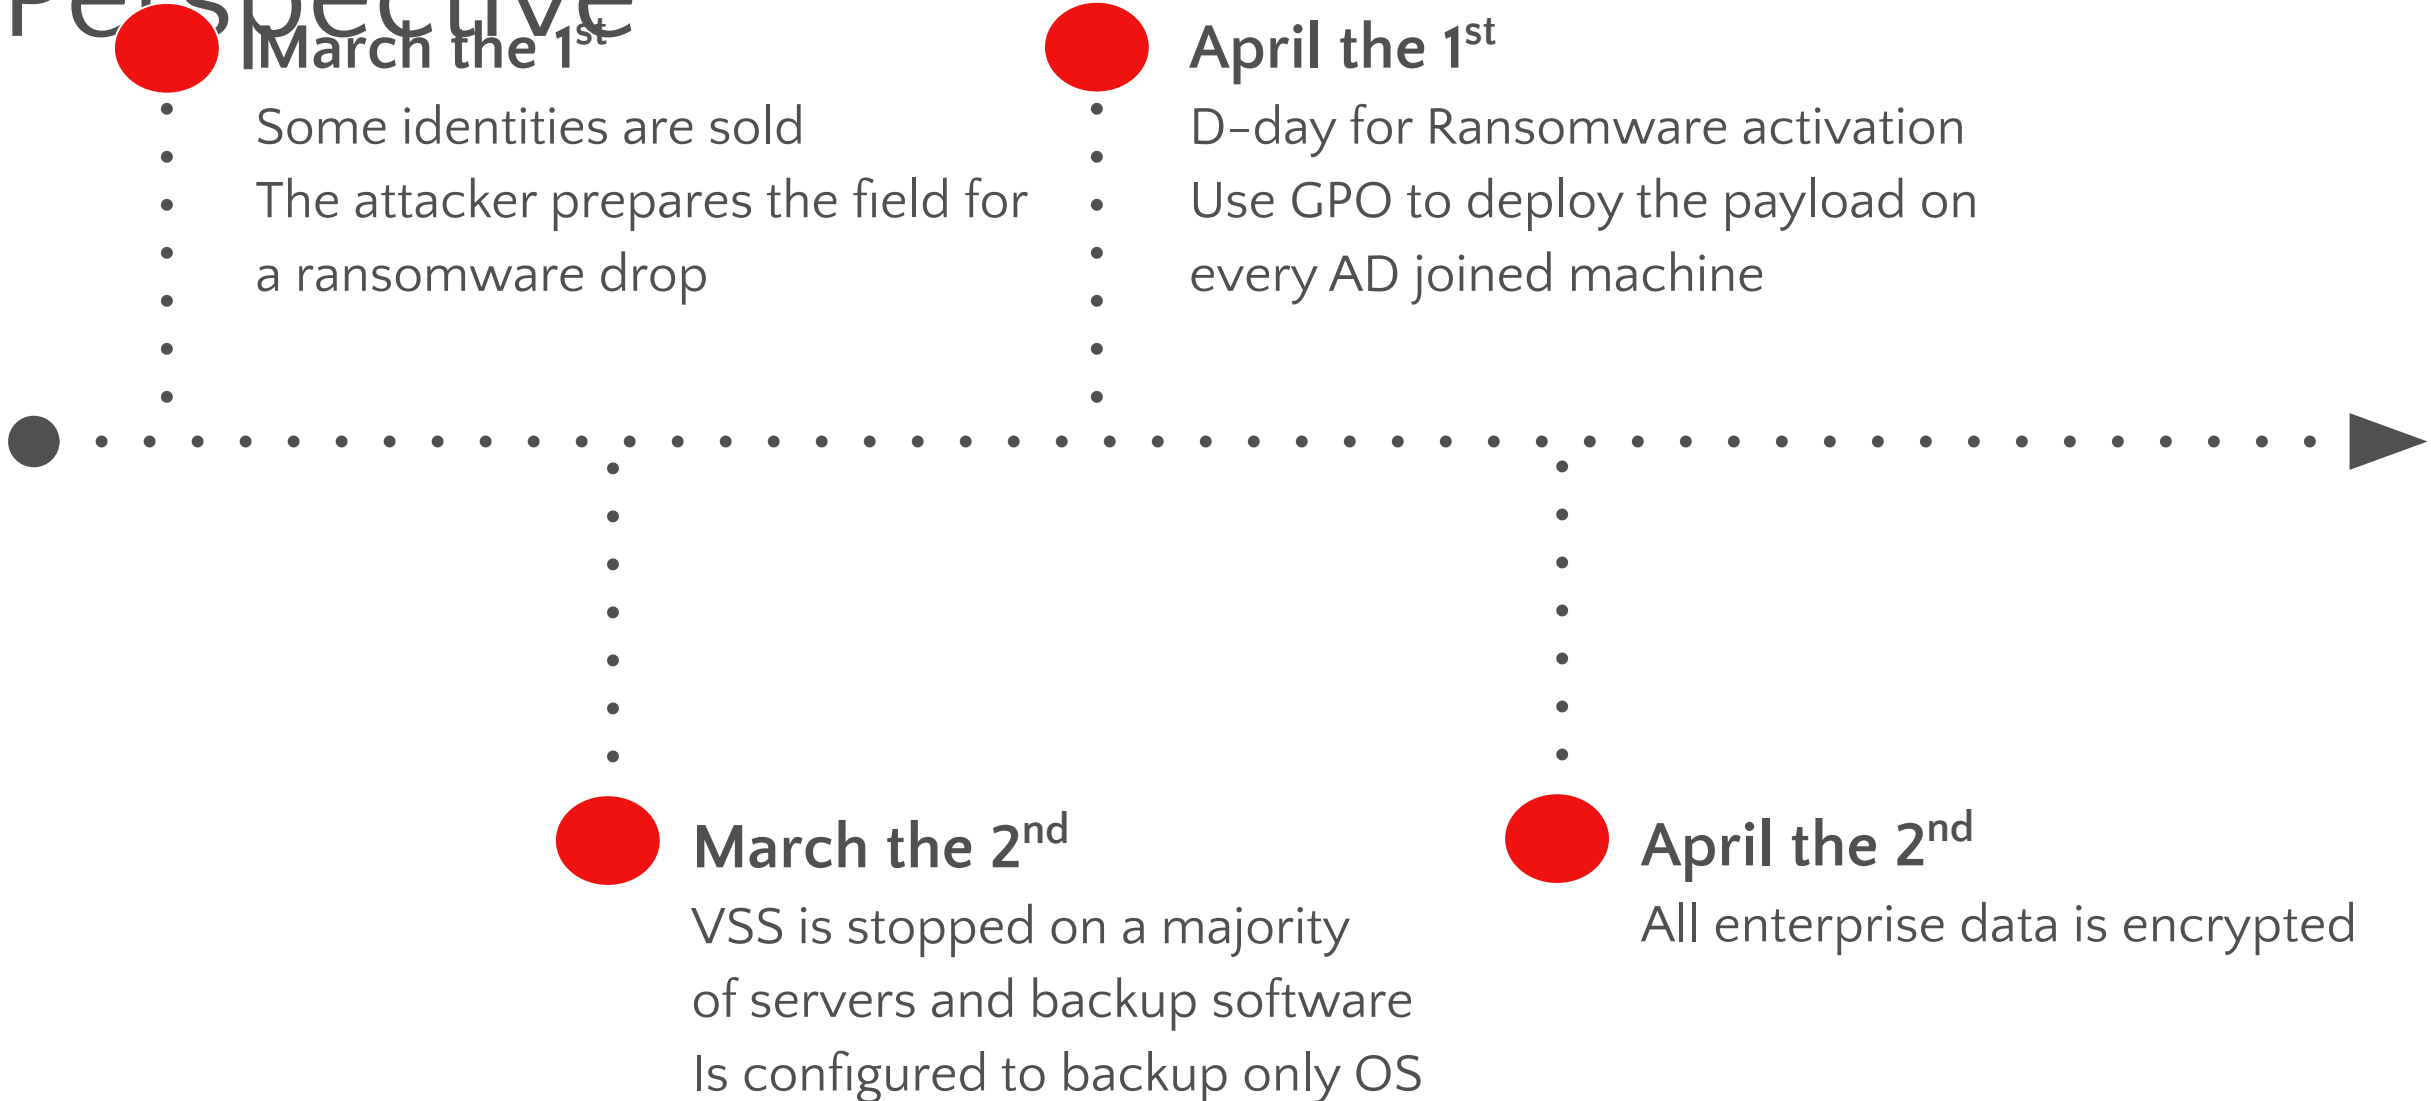 Perspective
March the 1st
Some identities are sold
The attacker prepares the field for
a ransomware drop
April the 1st
D-day for Ransomware activation
Use GPO to deploy the payload on
every AD joined machine
March the 2nd
VSS is stopped on a majority
of servers and backup software
Is configured to backup only OS
April the 2nd
All enterprise data is encrypted